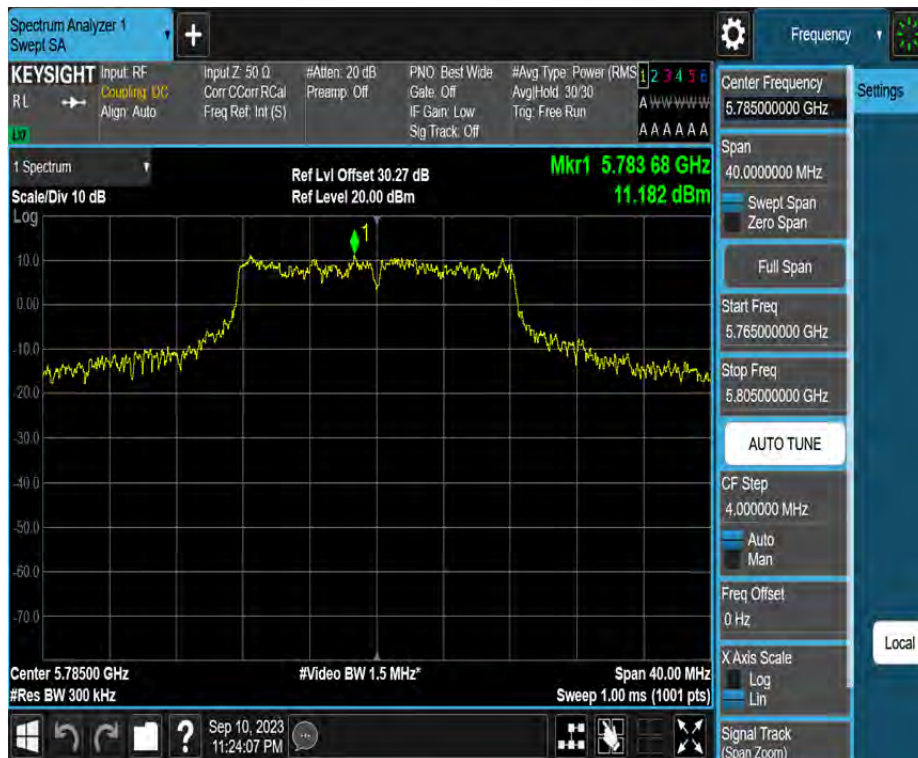 Spectrum Analyzer 1
Swept SA
Frequency
KEYSIGHT
R L
Input: RF
Coupling: DC
Align: Auto
Input Z: 50 Ω
Corr CCorr RCal
Freq Ref: Int (S)
#Atten: 20 dB
Preamp: Off
PNO: Best Wide
Gate: Off
IF Gain: Low
Sig Track: Off
#Avg Type: Power (RMS
Avg|Hold: 30/30
Trig: Free Run
1 2 3 4 5 6
A W W W W W
A A A A A A
1 Spectrum
Scale/Div 10 dB
Log
Ref Lvl Offset 30.27 dB
Ref Level 20.00 dBm
Mkr1 5.783 68 GHz
11.182 dBm
1
10.0
0.00
-10.0
-20.0
-30.0
-40.0
-50.0
-60.0
-70.0
Center 5.78500 GHz
#Res BW 300 kHz
#Video BW 1.5 MHz*
Span 40.00 MHz
Sweep 1.00 ms (1001 pts)
Sep 10, 2023
11:24:07 PM
Center Frequency
5.785000000 GHz
Span
40.0000000 MHz
Swept Span
Zero Span
Full Span
Start Freq
5.765000000 GHz
Stop Freq
5.805000000 GHz
AUTO TUNE
CF Step
4.000000 MHz
Auto
Man
Freq Offset
0 Hz
X Axis Scale
Log
Lin
Signal Track
(Span Zoom)
Settings
Local